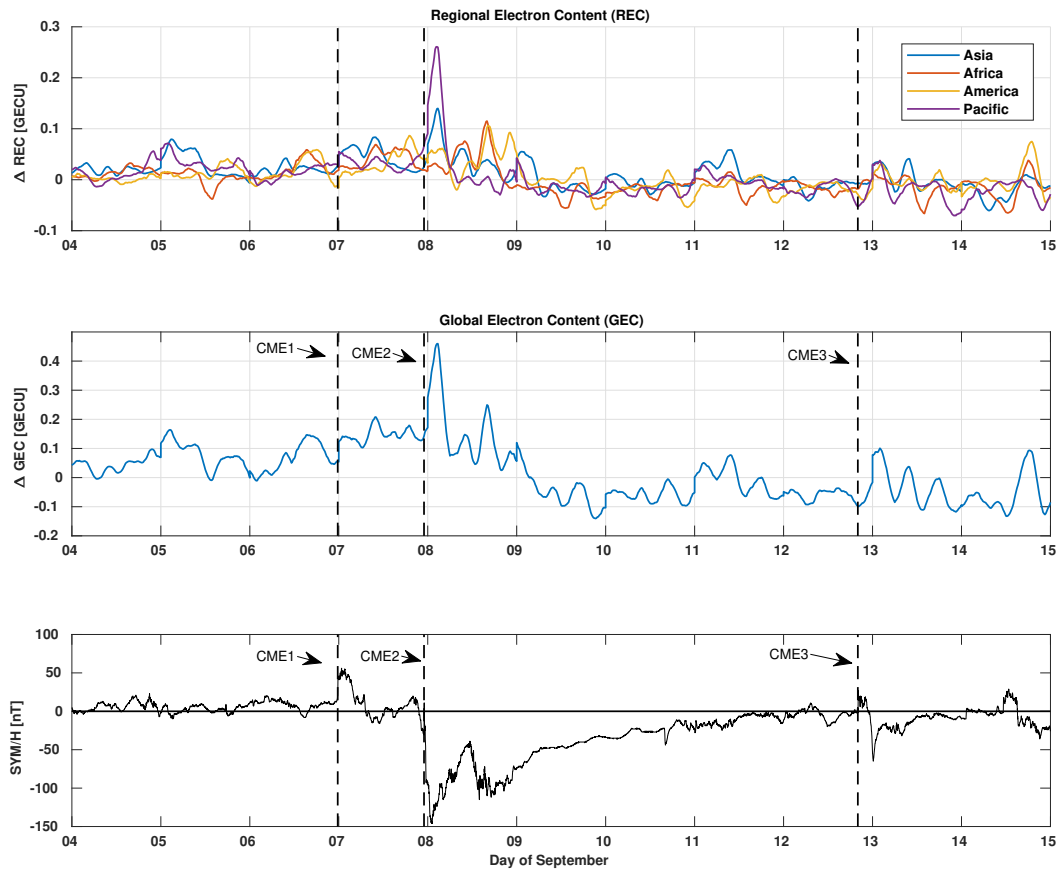 Regional Electron Content (REC)
Δ REC [GECU]
0.3
0.2
0.1
0
-0.1
Asia
Africa
America
Pacific
04 05 06 07 08 09 10 11 12 13 14 15
Global Electron Content (GEC)
Δ GEC [GECU]
0.4
0.3
0.2
0.1
0
-0.1
-0.2
CME1
CME2
CME3
04 05 06 07 08 09 10 11 12 13 14 15
SYM/H [nT]
100
50
0
-50
-100
-150
CME1
CME2
CME3
04 05 06 07 08 09 10 11 12 13 14 15
Day of September